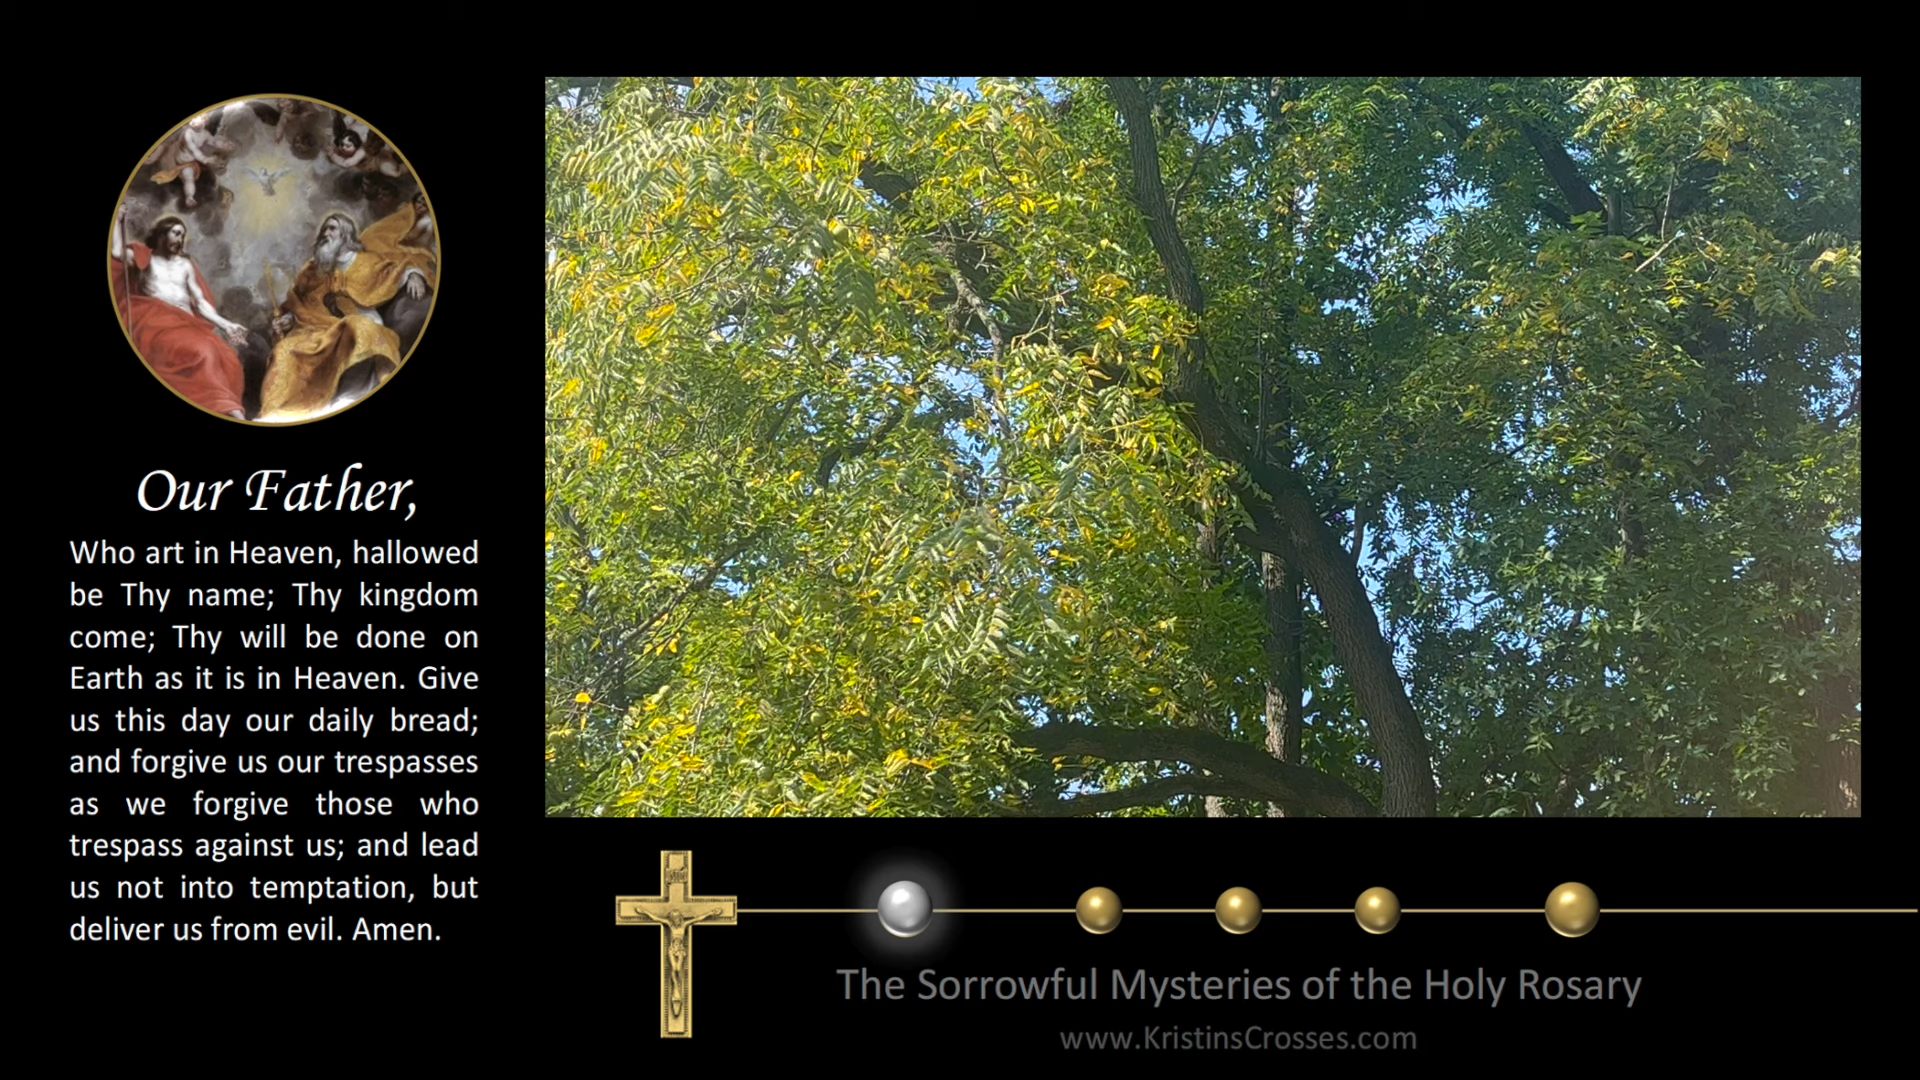 Our Father,
Who art in Heaven, hallowed
be Thy name; Thy kingdom
come; Thy will be done on
Earth as it is in Heaven. Give
us this day our daily bread;
and forgive us our trespasses
as we forgive those who
trespass against us; and lead
us not into temptation, but
deliver us from evil. Amen.
The Sorrowful Mysteries of the Holy Rosary
www.KristinsCrosses.com